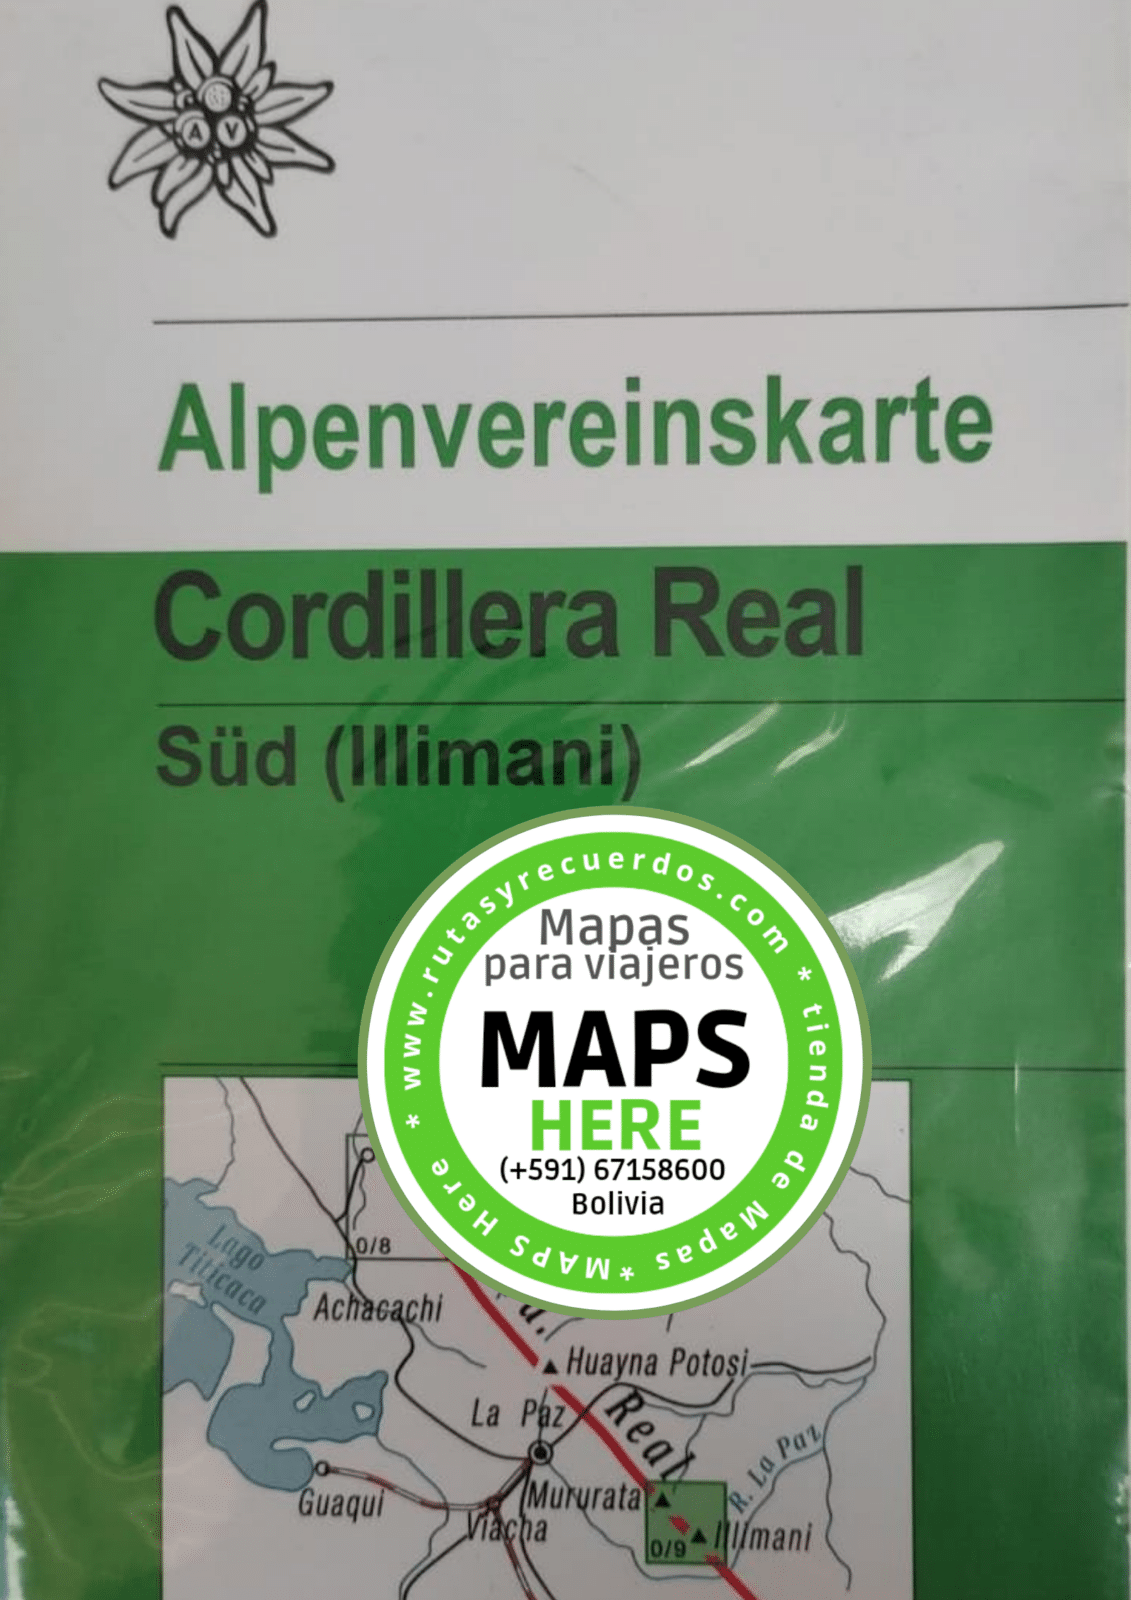 A V
Alpenvereinskarte
Cordillera Real
Süd (Illimani)
* www.rutasyrecuerdos.com * tienda de Mapas * MAPS Here
Mapas
para viajeros
MAPS
HERE
(+591) 67158600
Bolivia
Lago
Titicaca
0/8
Achacachi
Huayna Potosi
La Paz
Real
R. La Paz
Guaqui
Mururata
Viacha
Illimani
0/9